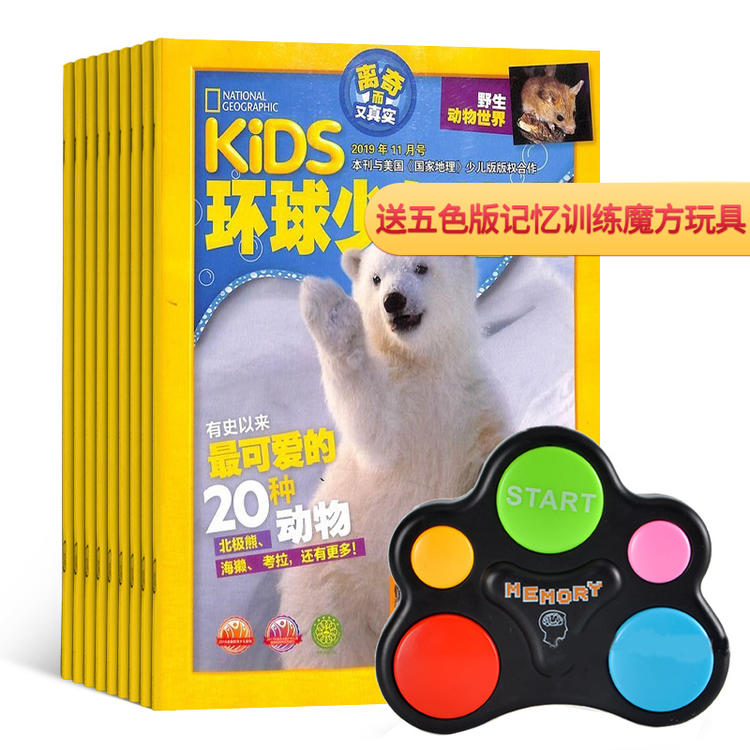 NATIONAL
GEOGRAPHIC
KiDS
离奇
而
又真实
野生
动物世界
2019年11月号
本刊与美国《国家地理》少儿版版权合作
环球少
送五色版记忆训练魔方玩具
有史以来
最可爱的
20种
动物
北极熊、
海獭、考拉，还有更多！
START
MEMORY